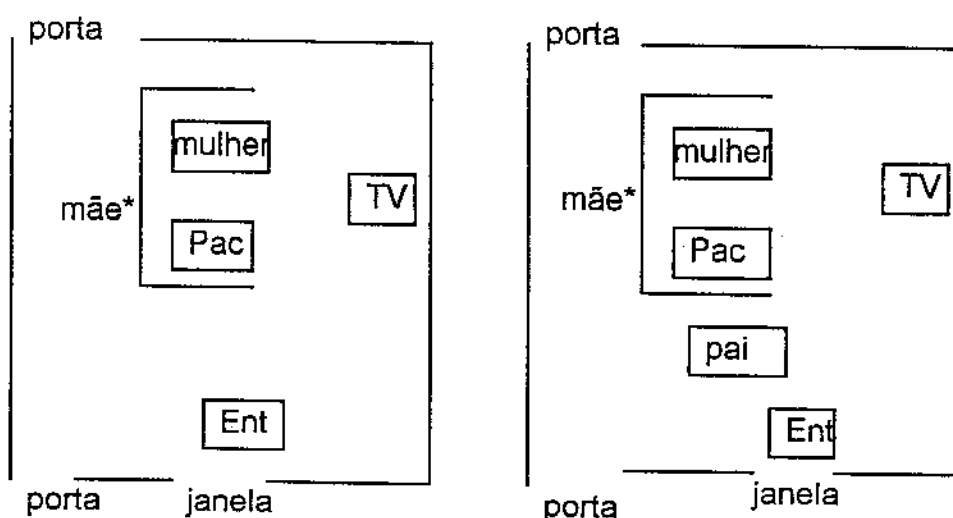 porta
mulher
TV
mãe*
Pac
Ent
porta
janela
porta
mulher
TV
mãe*
Pac
pai
Ent
janela
porta